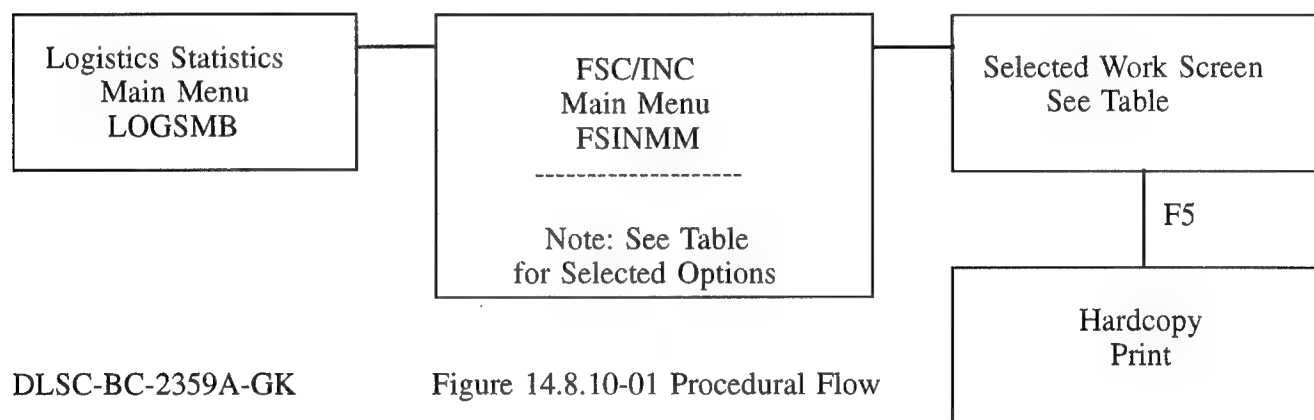 Logistics Statistics
Main Menu
LOGSMB
FSC/INC
Main Menu
FSINMM
--------------------
Note: See Table
for Selected Options
Selected Work Screen
See Table
F5
Hardcopy
Print
DLSC-BC-2359A-GK
Figure 14.8.10-01 Procedural Flow